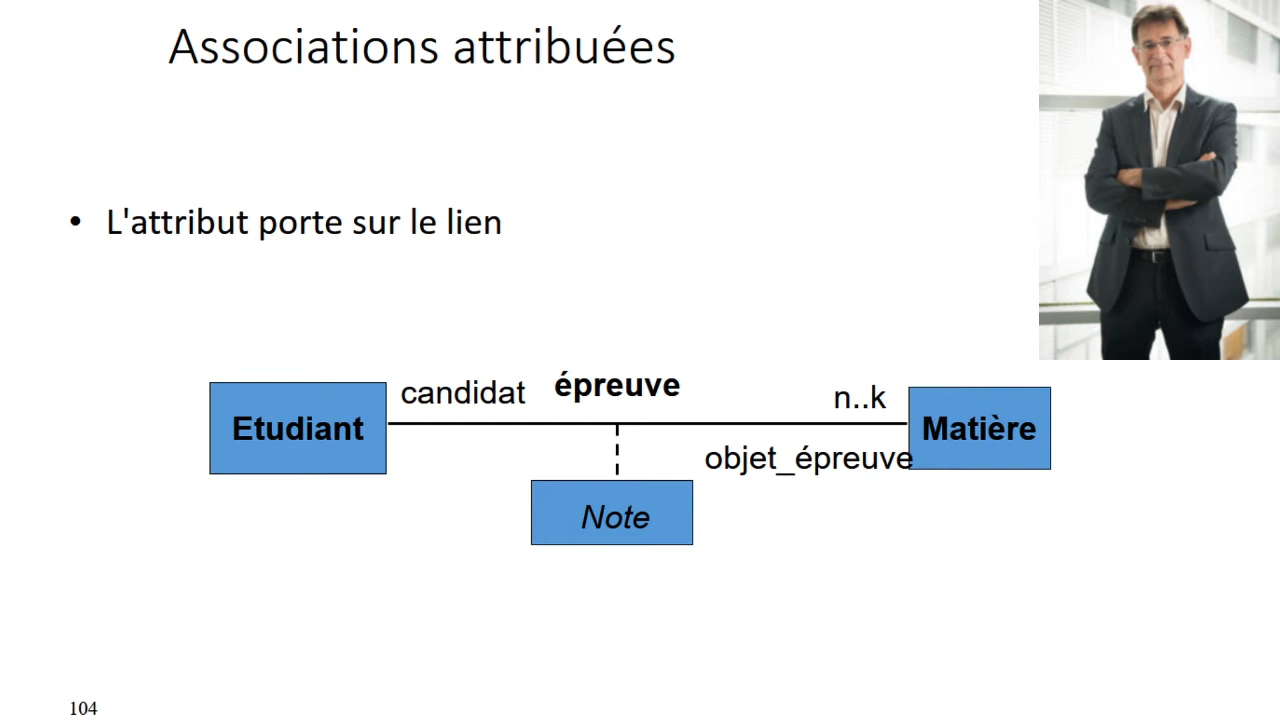 Associations attribuées
• L'attribut porte sur le lien
candidat
épreuve
n..k
Etudiant
Matière
objet_épreuve
Note
104